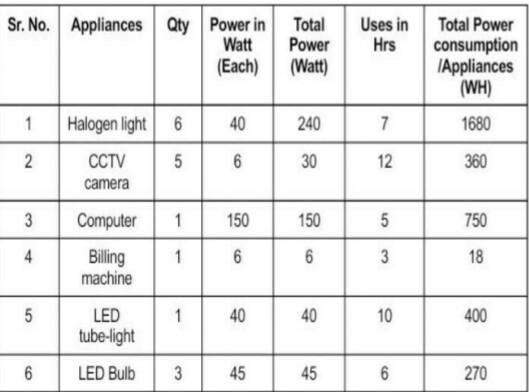 Sr. No. Appliances Qty Power in Watt (Each) Total Power (Watt) Uses in Hrs Total Power consumption /Appliances (WH)
1 Halogen light 6 40 240 7 1680
2 CCTV camera 5 6 30 12 360
3 Computer 1 150 150 5 750
4 Billing machine 1 6 6 3 18
5 LED tube-light 1 40 40 10 400
6 LED Bulb 3 45 45 6 270